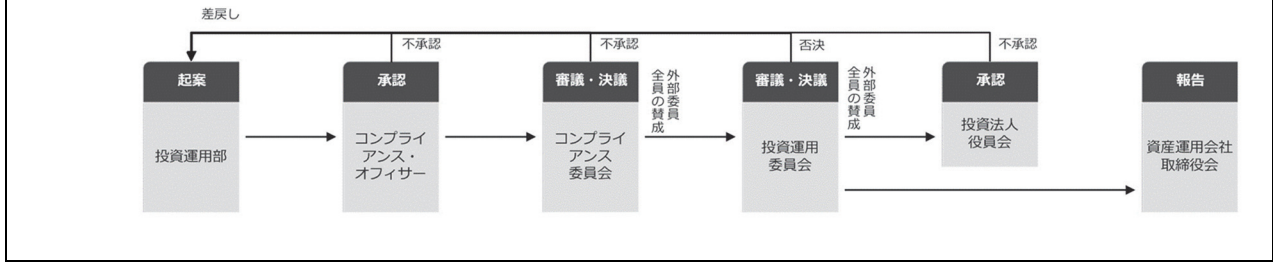 差戻し
不承認
不承認
否決
不承認
起案
投資運用部
承認
コンプライ
アンス・
オフィサー
審議・決議
コンプライ
アンス
委員会
外部委員
全員の賛成
審議・決議
投資運用
委員会
外部委員
全員の賛成
承認
投資法人
役員会
報告
資産運用会社
取締役会